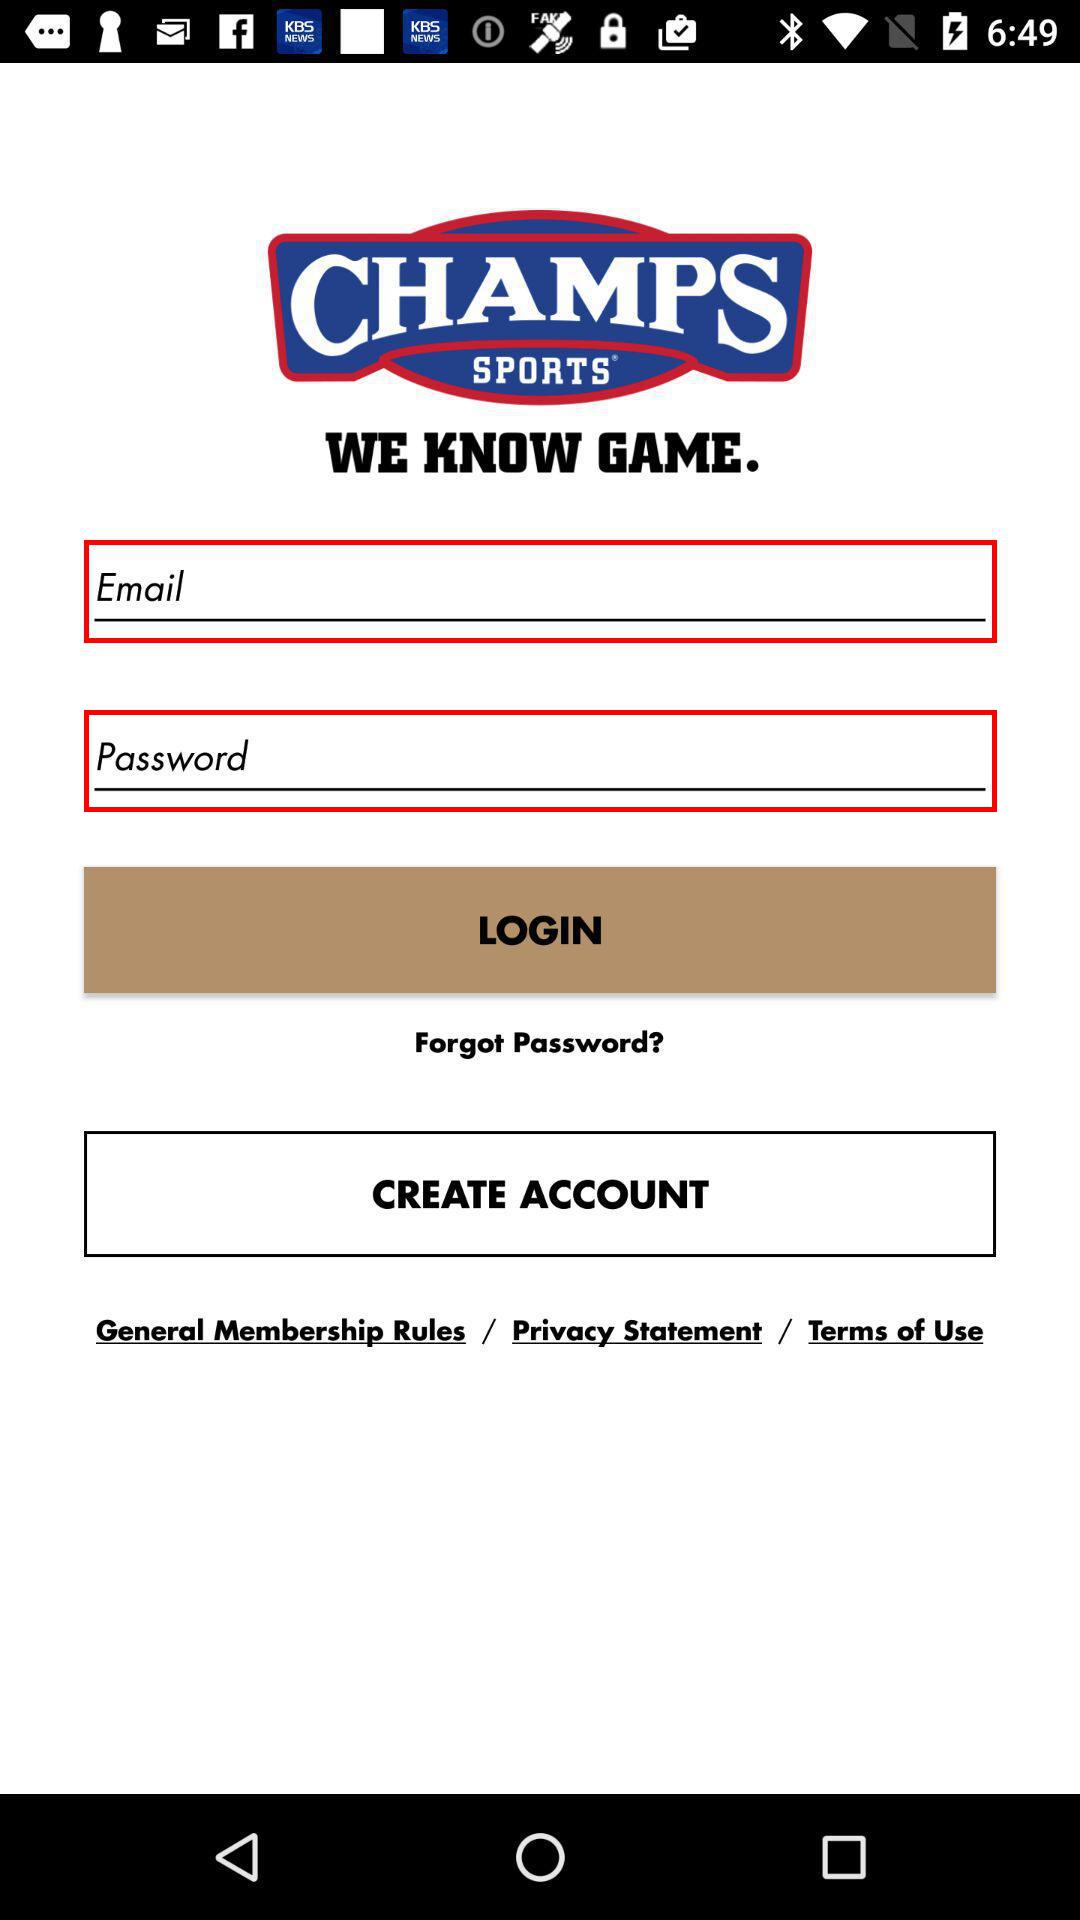 KBS NEWS KBS NEWS FAKE 6:49
CHAMPS
SPORTS®
WE KNOW GAME.
Email
Password
LOGIN
Forgot Password?
CREATE ACCOUNT
General Membership Rules / Privacy Statement / Terms of Use